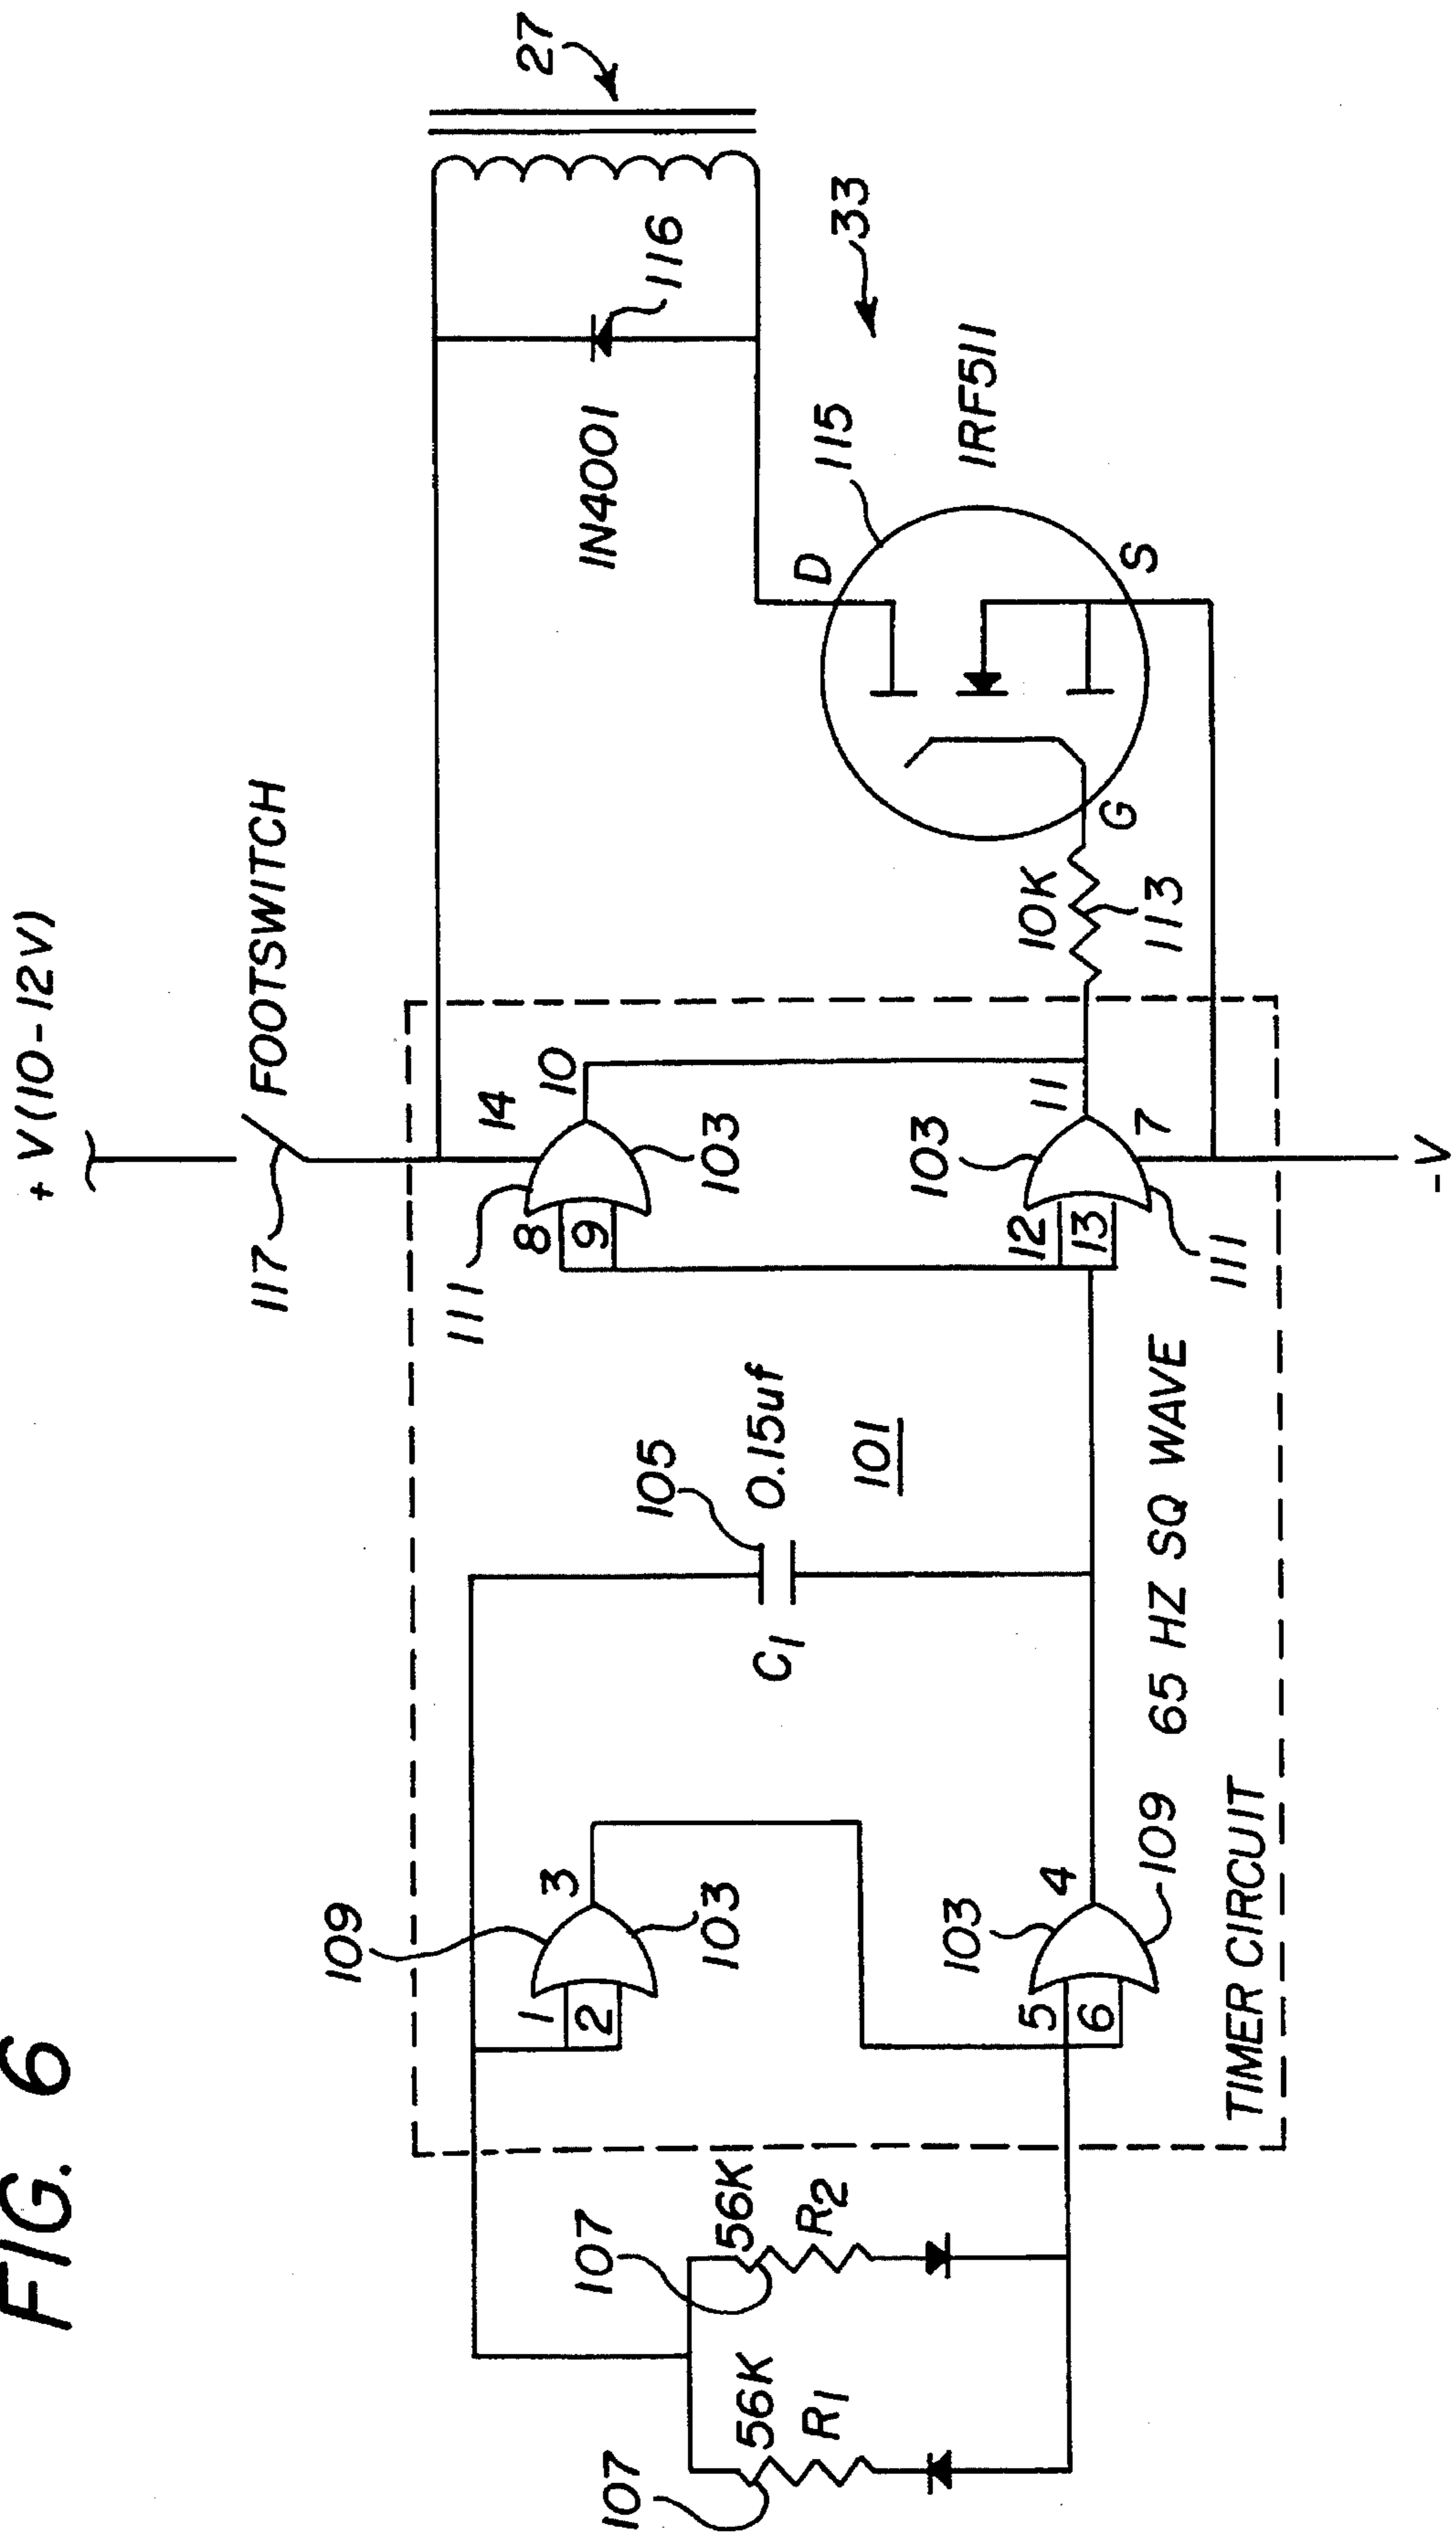 FIG. 6
+V(10-12V)
FOOTSWITCH
117
109
111
14
10
8
9
103
1
2
3
103
27
116
IN4001
33
105
0.15uf
C1
101
107
56K
R2
107
56K
R1
103
5
6
4
109
65 HZ SQ WAVE
TIMER CIRCUIT
103
12
13
11
7
111
10K
113
D
115
IRF511
G
S
-V